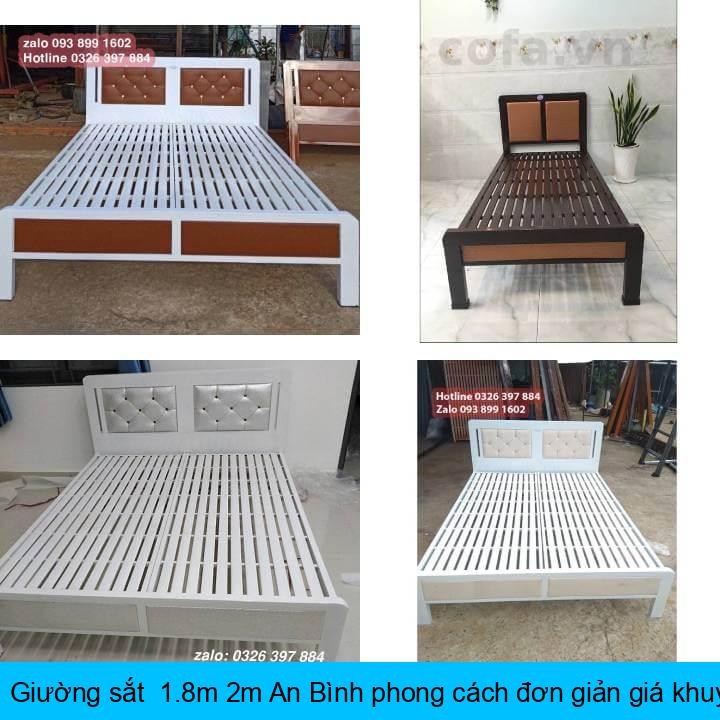 zalo 093 899 1602
Hotline 0326 397 884
cofa.vn
Hotline 0326 397 884
Zalo 093 899 1602
zalo: 0326 397 884
Giường sắt 1.8m 2m An Bình phong cách đơn giản giá khuy